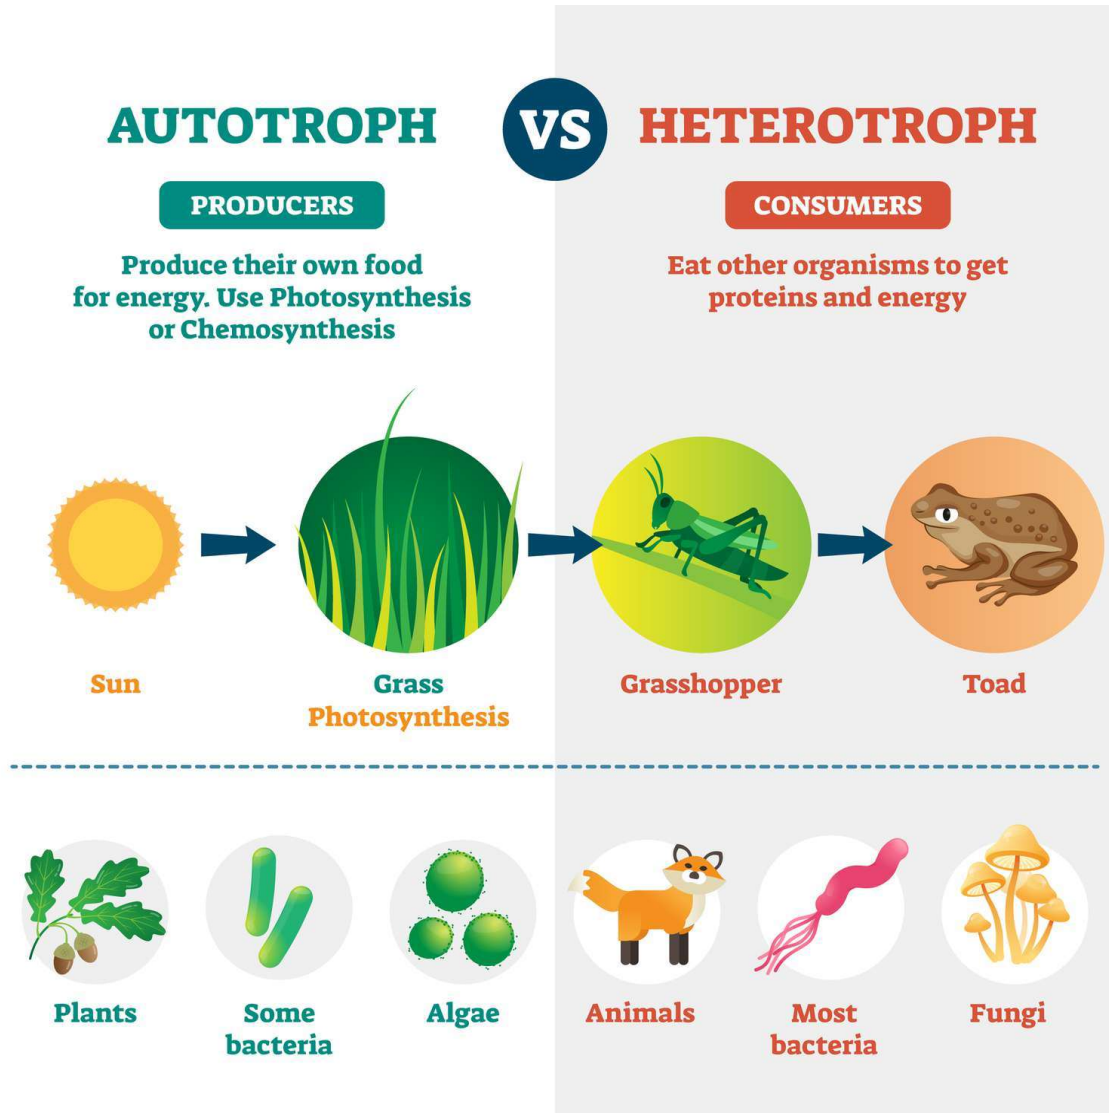 AUTOTROPH
VS
HETEROTROPH
PRODUCERS
Produce their own food
for energy. Use Photosynthesis
or Chemosynthesis
CONSUMERS
Eat other organisms to get
proteins and energy
Sun
Grass
Photosynthesis
Grasshopper
Toad
Plants
Some
bacteria
Algae
Animals
Most
bacteria
Fungi